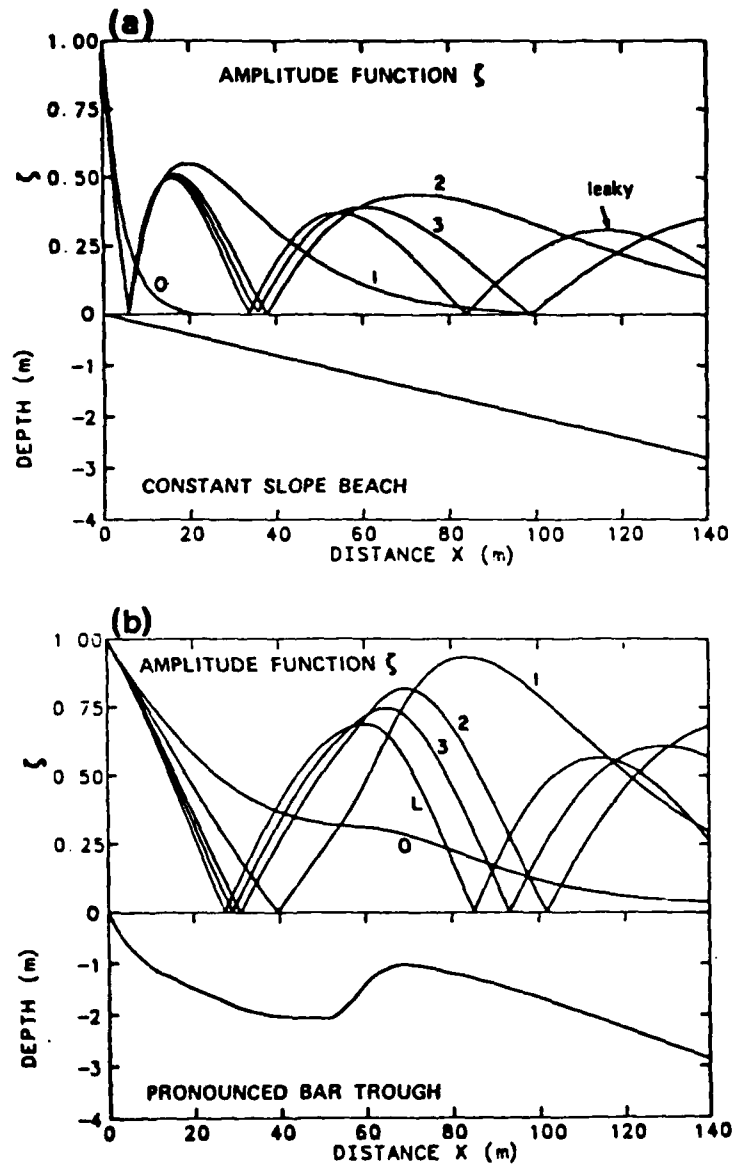 (a)
1.00
AMPLITUDE FUNCTION ζ
0.75
ζ
0.50
2
leaky
3
0.25
0
1
0
DEPTH (m)
-1
-2
-3
CONSTANT SLOPE BEACH
-4
0 20 40 60 80 100 120 140
DISTANCE X (m)
(b)
1 00
AMPLITUDE FUNCTION ζ
1
0.75
2
ζ
3
0 50
L
0. 25
0
0
DEPTH (m)
-1
-2
-3
PRONOUNCED BAR TROUGH
-4
0 20 40 60 80 100 120 140
DISTANCE X (m)